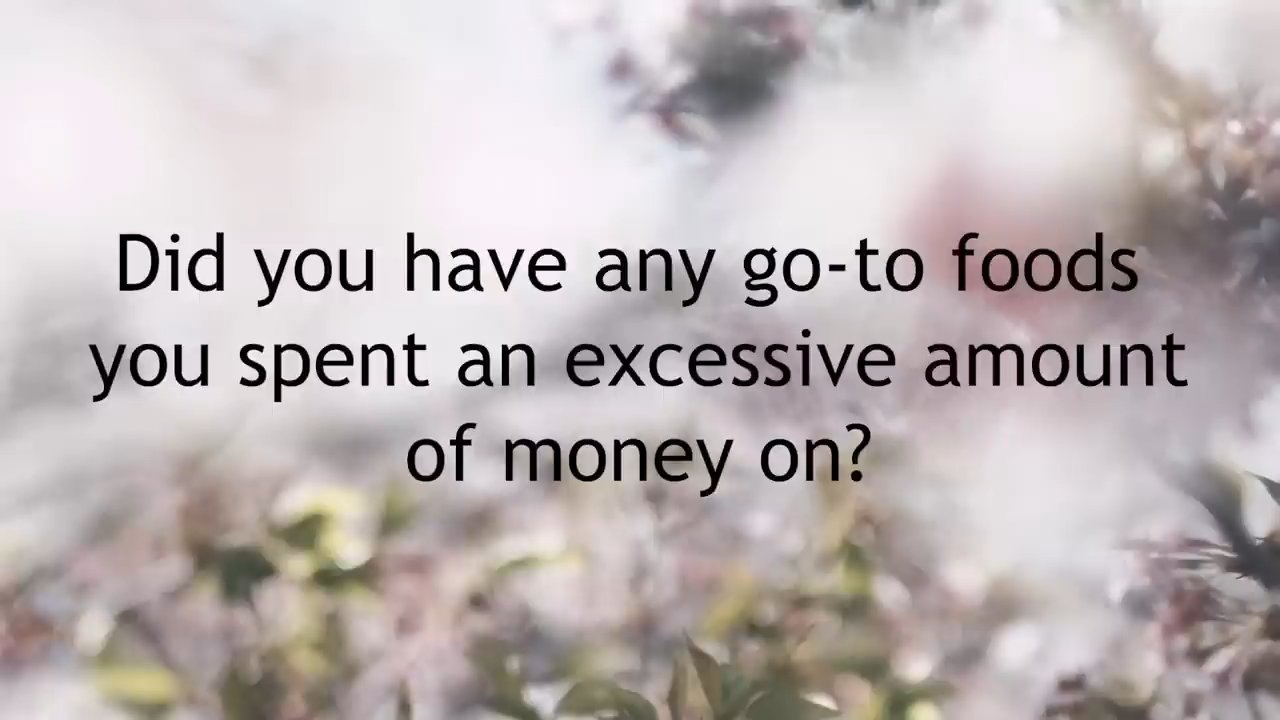 Did you have any go-to foods
you spent an excessive amount
of money on?